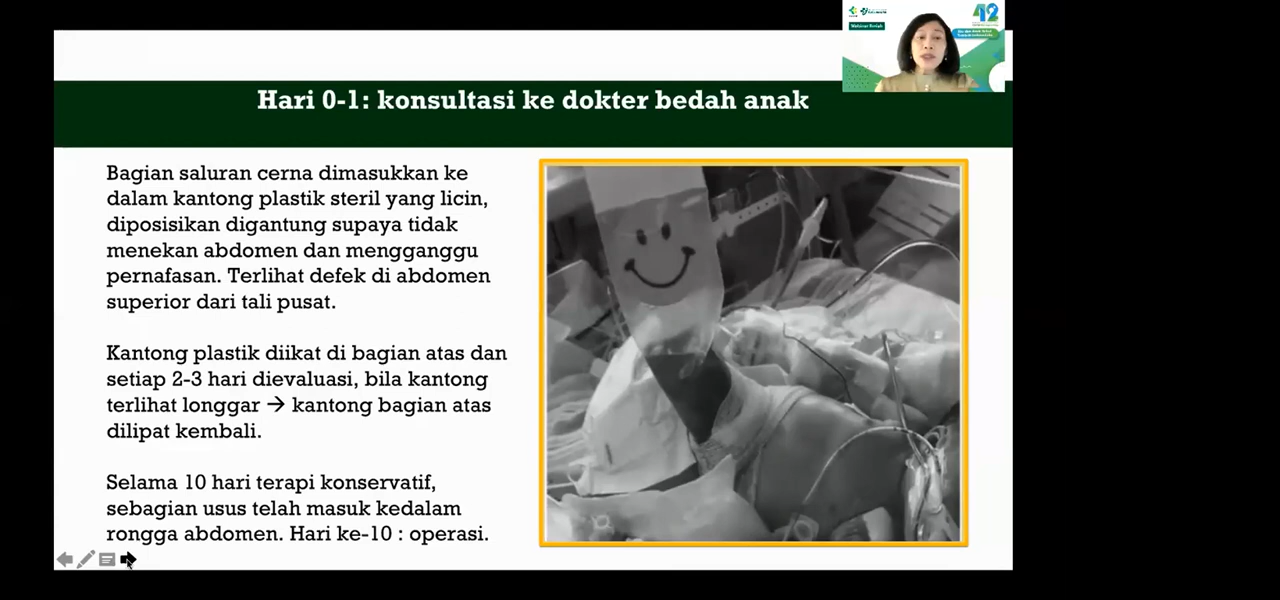 Webinar Ilmiah
Hari 0-1: konsultasi ke dokter bedah anak
Bagian saluran cerna dimasukkan ke
dalam kantong plastik steril yang licin,
diposisikan digantung supaya tidak
menekan abdomen dan mengganggu
pernafasan. Terlihat defek di abdomen
superior dari tali pusat.
Kantong plastik diikat di bagian atas dan
setiap 2-3 hari dievaluasi, bila kantong
terlihat longgar → kantong bagian atas
dilipat kembali.
Selama 10 hari terapi konservatif,
sebagian usus telah masuk kedalam
rongga abdomen. Hari ke-10 : operasi.